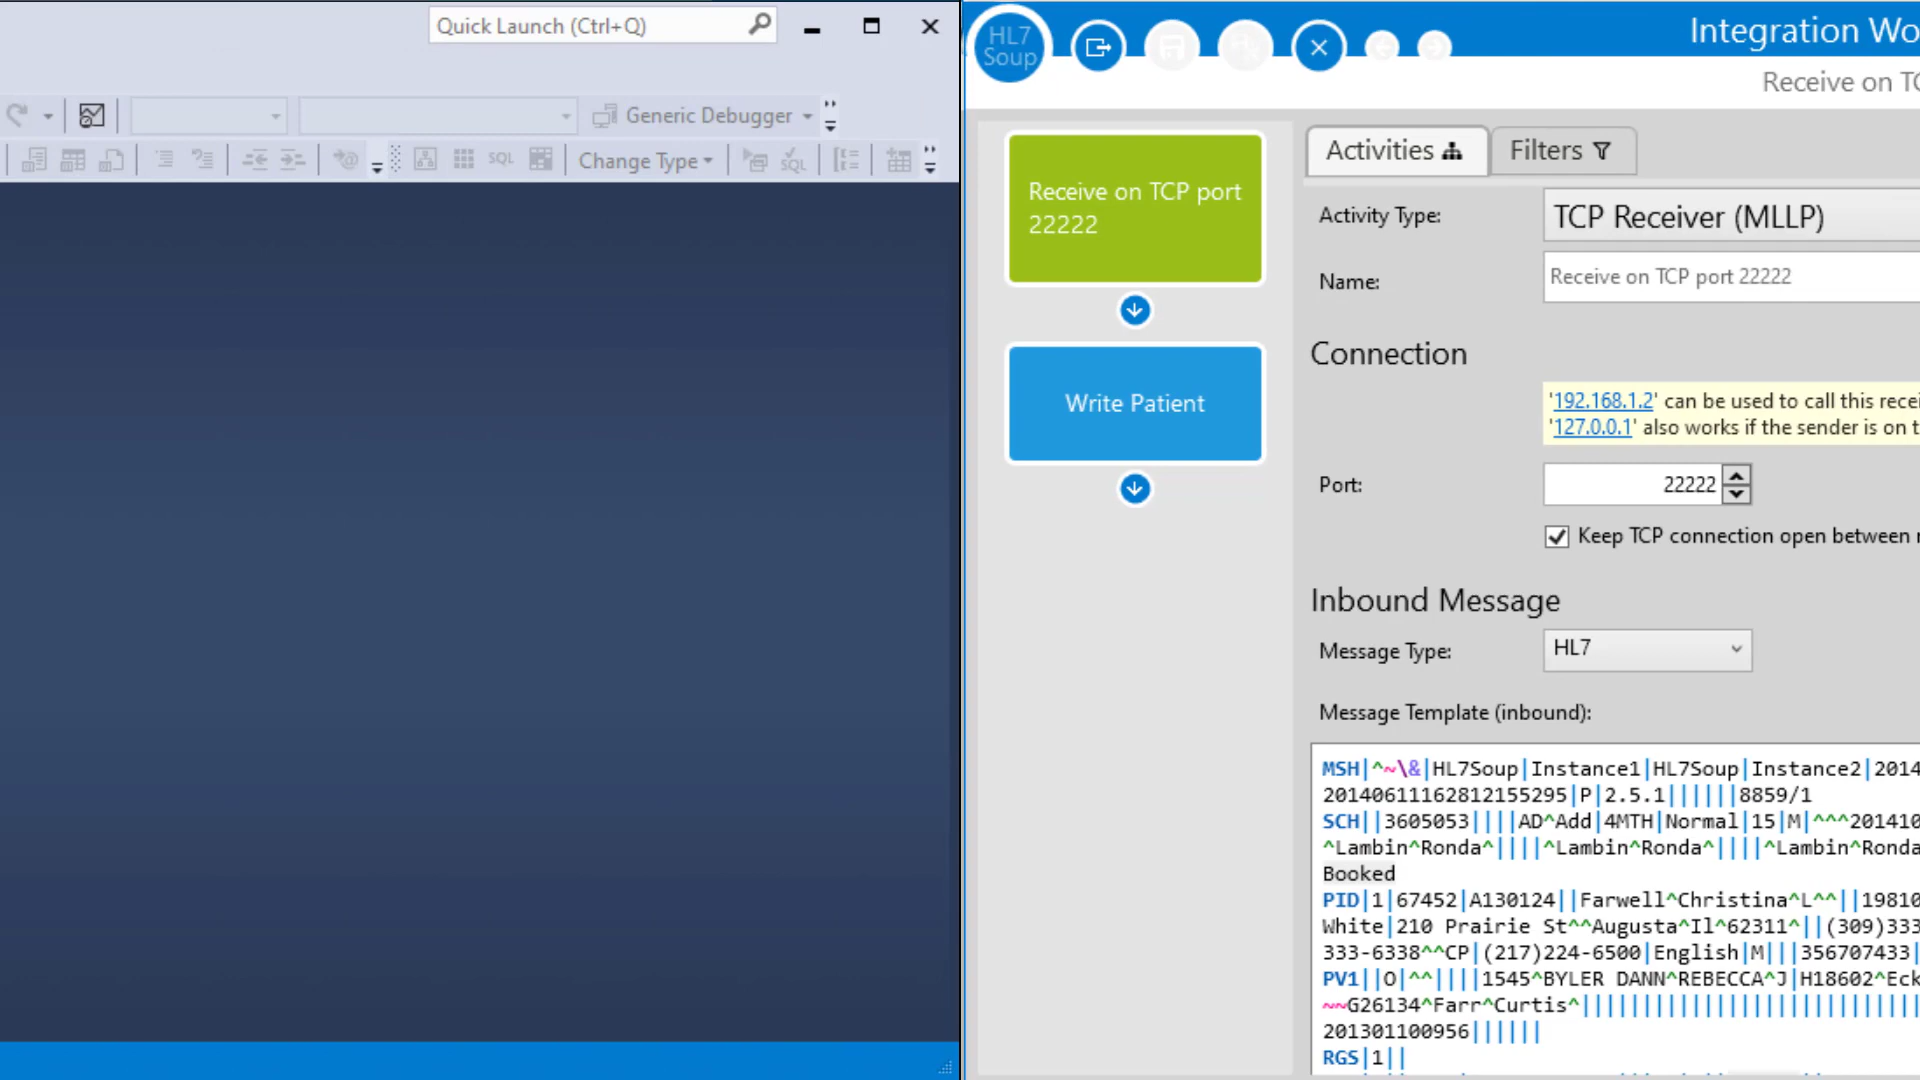 Quick Launch (Ctrl+Q)
Generic Debugger
SQL
Change Type
SQL
HL7
Soup
Integration Wo
Receive on TC
Receive on TCP port
22222
Write Patient
Activities
Filters
Activity Type:
TCP Receiver (MLLP)
Name:
Receive on TCP port 22222
Connection
'192.168.1.2' can be used to call this recei
'127.0.0.1' also works if the sender is on t
Port:
22222
Keep TCP connection open between
Inbound Message
Message Type:
HL7
Message Template (inbound):
MSH|^~\&|HL7Soup|Instance1|HL7Soup|Instance2|2014
20140611162812155295|P|2.5.1||||||8859/1
SCH||3605053||||AD^Add|4MTH|Normal|15|M|^^^201410
^Lambin^Ronda^||||^Lambin^Ronda^||||^Lambin^Ronda
Booked
PID|1|67452|A130124||Farwell^Christina^L^^||19810
White|210 Prairie St^^Augusta^Il^62311^||(309)333
333-6338^^CP|(217)224-6500|English|M|||356707433|
PV1||O|^^||||1545^BYLER DANN^REBECCA^J|H18602^Eck
~~G26134^Farr^Curtis^||||||||||||||||||||||||||
201301100956||||||
RGS|1||